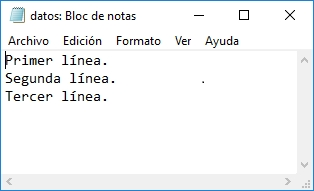 datos: Bloc de notas
Archivo Edición Formato Ver Ayuda
Primer línea.
Segunda línea. .
Tercer línea.